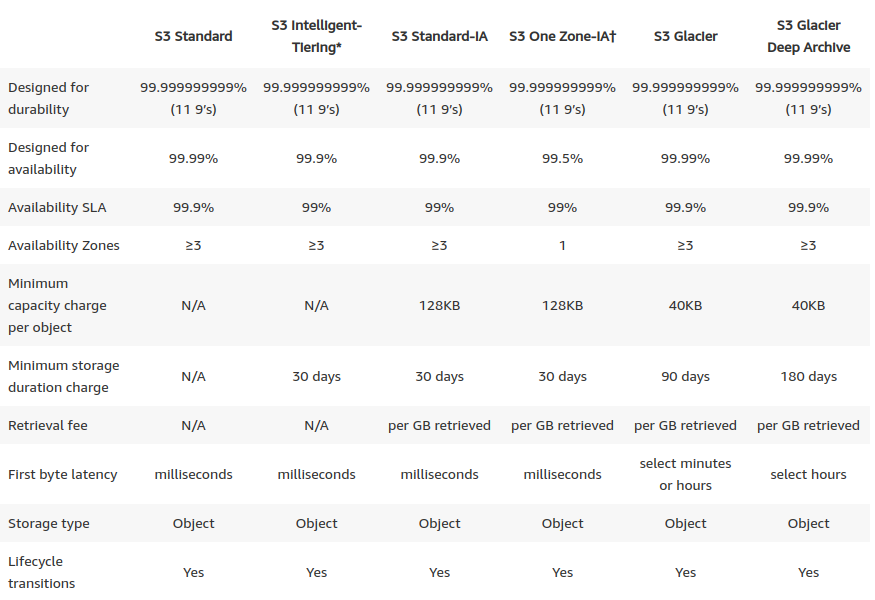 S3 Standard S3 Intelligent-Tiering* S3 Standard-IA S3 One Zone-IA† S3 Glacier S3 Glacier Deep Archive
Designed for durability 99.999999999% (11 9’s) 99.999999999% (11 9’s) 99.999999999% (11 9’s) 99.999999999% (11 9’s) 99.999999999% (11 9’s) 99.999999999% (11 9’s)
Designed for availability 99.99% 99.9% 99.9% 99.5% 99.99% 99.99%
Availability SLA 99.9% 99% 99% 99% 99.9% 99.9%
Availability Zones ≥3 ≥3 ≥3 1 ≥3 ≥3
Minimum capacity charge per object N/A N/A 128KB 128KB 40KB 40KB
Minimum storage duration charge N/A 30 days 30 days 30 days 90 days 180 days
Retrieval fee N/A N/A per GB retrieved per GB retrieved per GB retrieved per GB retrieved
First byte latency milliseconds milliseconds milliseconds milliseconds select minutes or hours select hours
Storage type Object Object Object Object Object Object
Lifecycle transitions Yes Yes Yes Yes Yes Yes